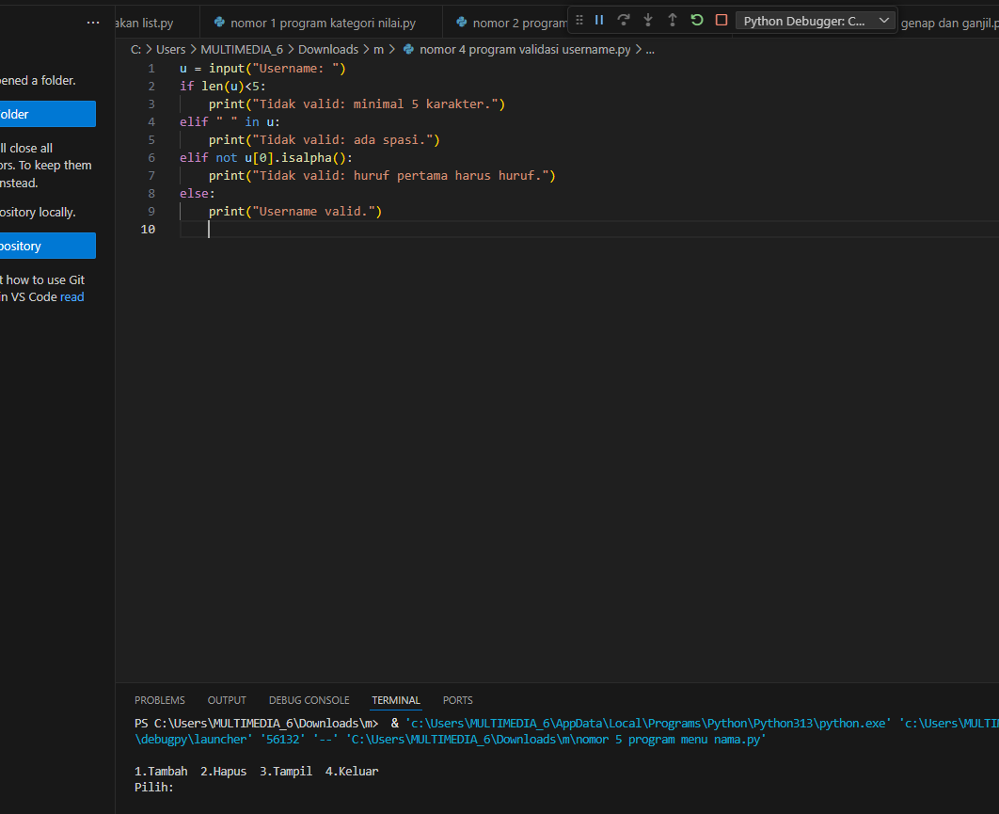 akan list.py nomor 1 program kategori nilai.py nomor 2 program Python Debugger: C... genap dan ganjil.p
C: > Users > MULTIMEDIA_6 > Downloads > m > nomor 4 program validasi username.py > ...
ened a folder.
older
ll close all
ors. To keep them
nstead.
ository locally.
pository
t how to use Git
in VS Code read
1 u = input("Username: ")
2 if len(u)<5:
3     print("Tidak valid: minimal 5 karakter.")
4 elif " " in u:
5     print("Tidak valid: ada spasi.")
6 elif not u[0].isalpha():
7     print("Tidak valid: huruf pertama harus huruf.")
8 else:
9     print("Username valid.")
10
PROBLEMS OUTPUT DEBUG CONSOLE TERMINAL PORTS
PS C:\Users\MULTIMEDIA_6\Downloads\m>  & 'c:\Users\MULTIMEDIA_6\AppData\Local\Programs\Python\Python313\python.exe' 'c:\Users\MULTI
\debugpy\launcher' '56132' '--' 'C:\Users\MULTIMEDIA_6\Downloads\m\nomor 5 program menu nama.py'
1.Tambah  2.Hapus  3.Tampil  4.Keluar
Pilih: